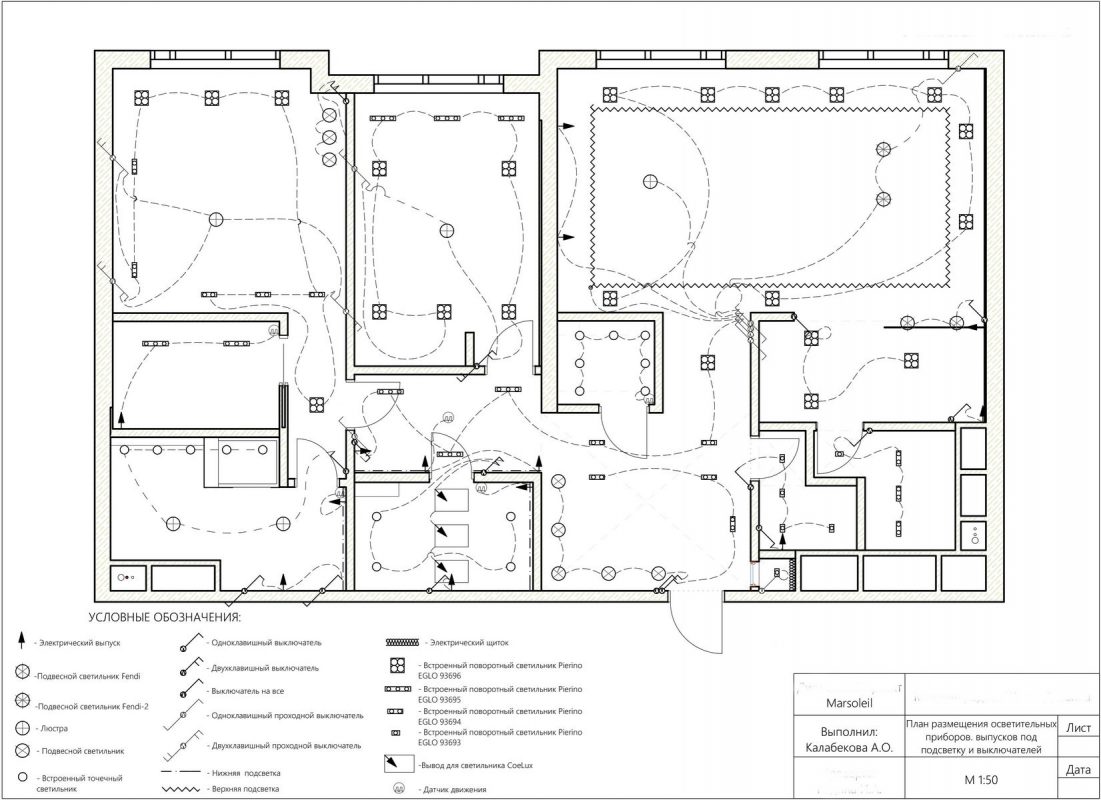 УСЛОВНЫЕ ОБОЗНАЧЕНИЯ:
- Электрический выпуск
-Подвесной светильник Fendi
-Подвесной светильник Fendi-2
- Люстра
- Подвесной светильник
- Встроенный точечный
светильник
- Одноклавишный выключатель
- Двухклавишный выключатель
- Выключатель на все
- Одноклавишный проходной выключатель
- Двухклавишный проходной выключатель
- Нижняя подсветка
- Верхняя подсветка
- Электрический щиток
- Встроенный поворотный светильник Pierino
EGLO 93696
- Встроенный поворотный светильник Pierino
EGLO 93695
- Встроенный поворотный светильник Pierino
EGLO 93694
- Встроенный поворотный светильник Pierino
EGLO 93693
-Вывод для светильника CoeLux
- Датчик движения
Marsoleil
Выполнил:
Калабекова А.О.
План размещения осветительных
приборов. выпусков под
подсветку и выключателей
Лист
М 1:50
Дата